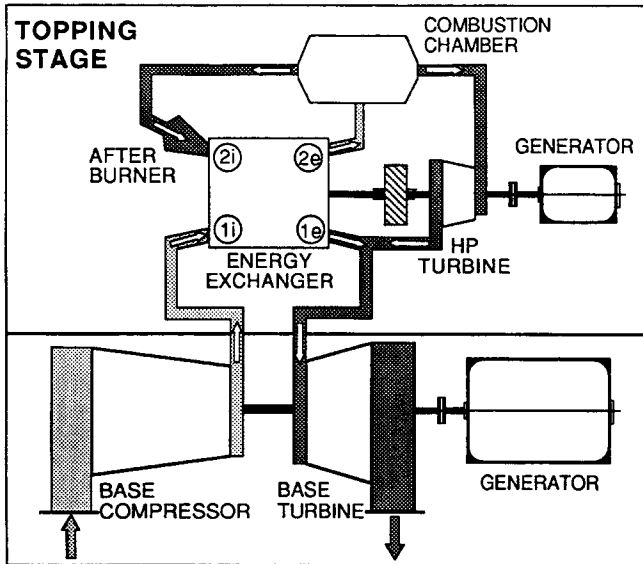 TOPPING
STAGE
COMBUSTION
CHAMBER
AFTER
BURNER
2i
2e
GENERATOR
1i
1e
ENERGY
EXCHANGER
HP
TURBINE
BASE
COMPRESSOR
BASE
TURBINE
GENERATOR